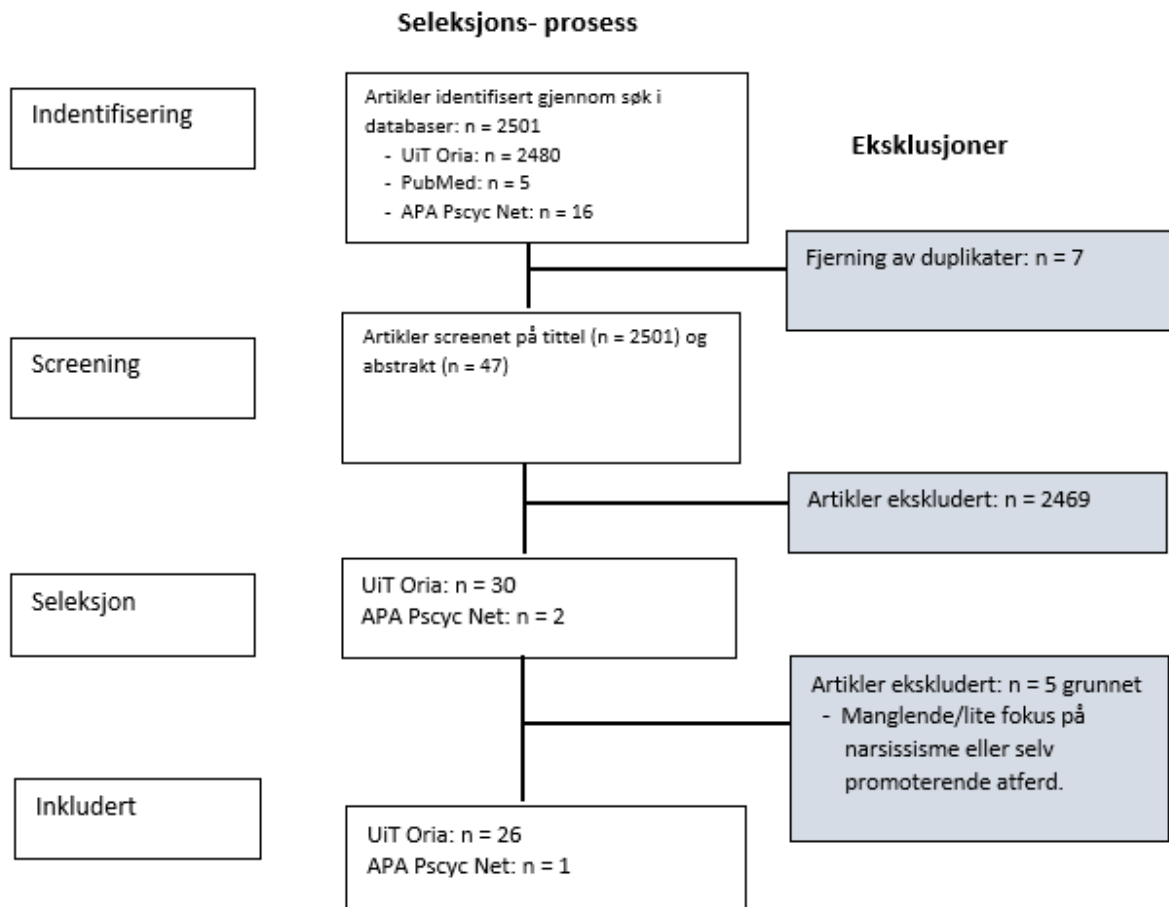 Seleksjons- prosess
Indentifisering
Artikler identifisert gjennom søk i
databaser: n = 2501
- UiT Oria: n = 2480
- PubMed: n = 5
- APA Pscyc Net: n = 16
Eksklusjoner
Fjerning av duplikater: n = 7
Screening
Artikler screenet på tittel (n = 2501) og
abstrakt (n = 47)
Artikler ekskludert: n = 2469
Seleksjon
UiT Oria: n = 30
APA Pscyc Net: n = 2
Artikler ekskludert: n = 5 grunnet
- Manglende/lite fokus på
narsissisme eller selv
promoterende atferd.
Inkludert
UiT Oria: n = 26
APA Pscyc Net: n = 1